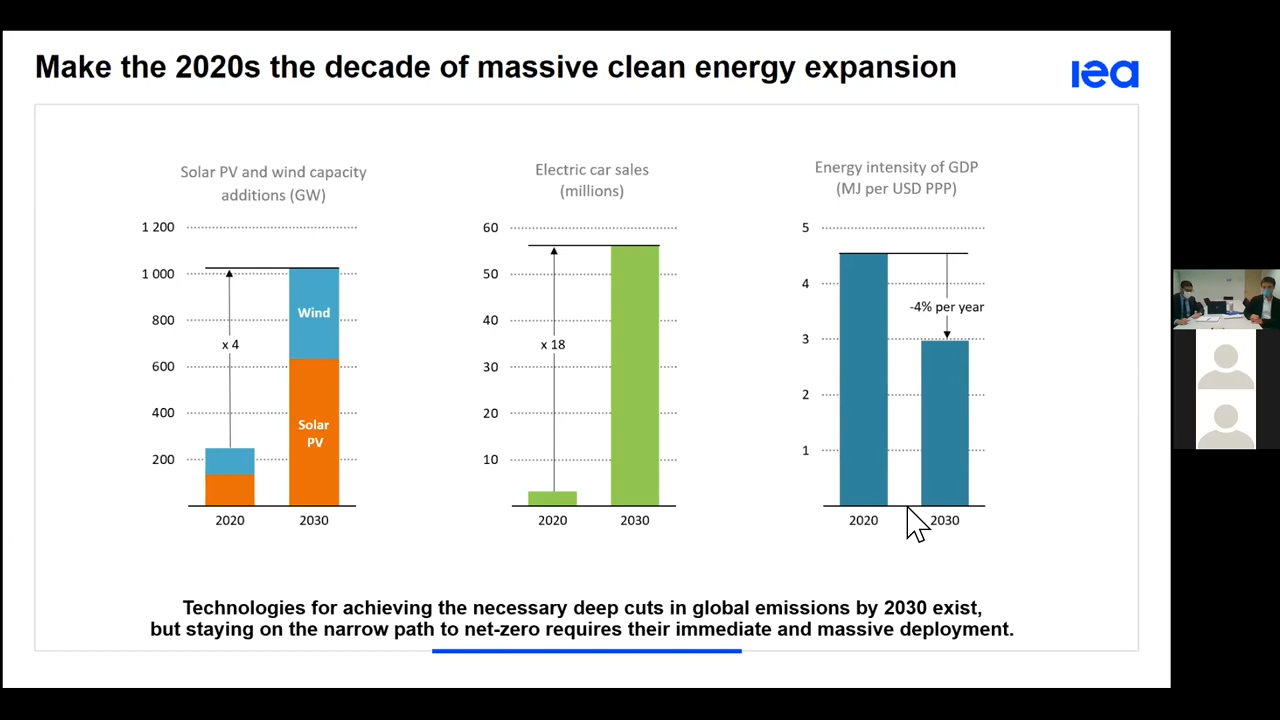 Make the 2020s the decade of massive clean energy expansion
iea
Solar PV and wind capacity
additions (GW)
1 200
1 000
800
600
400
200
x 4
Wind
Solar
PV
2020
2030
Electric car sales
(millions)
60
50
40
30
20
10
x 18
2020
2030
Energy intensity of GDP
(MJ per USD PPP)
5
4
3
2
1
-4% per year
2020
2030
Technologies for achieving the necessary deep cuts in global emissions by 2030 exist,
but staying on the narrow path to net-zero requires their immediate and massive deployment.